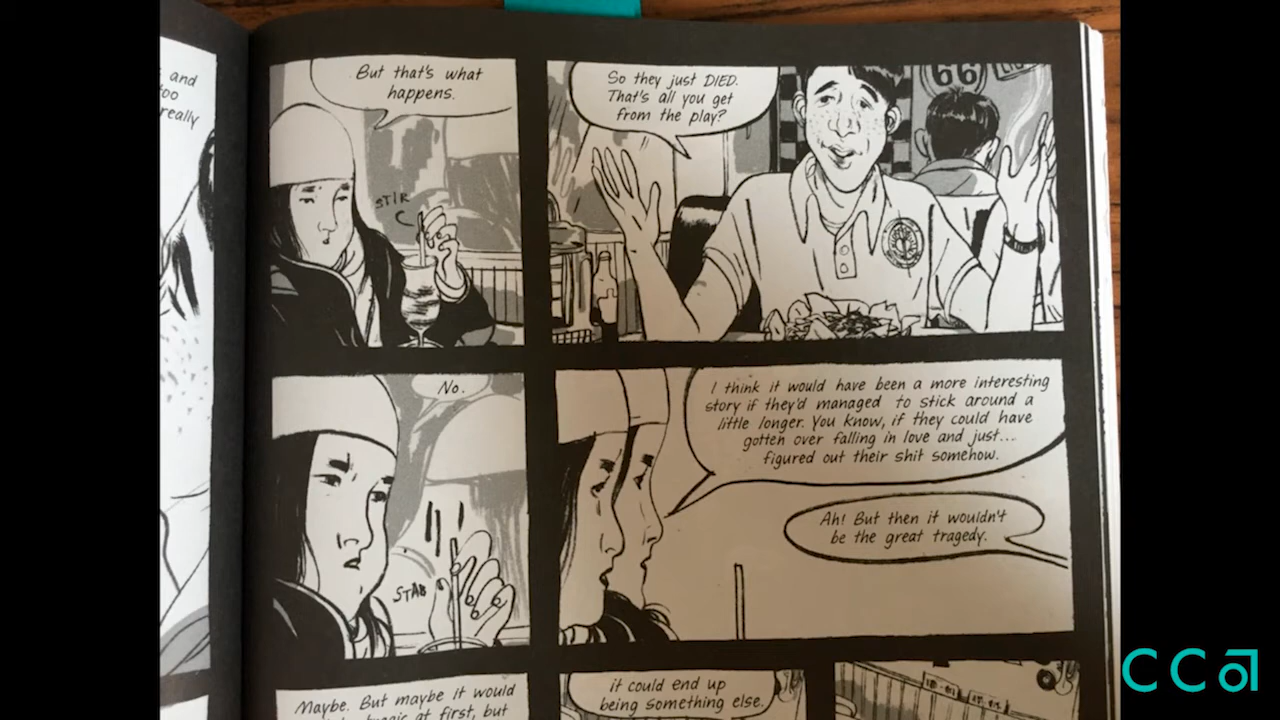 and
too
really
But that's what
happens.
STIR
So they just DIED.
That's all you get
from the play?
66
No.
STAB
I think it would have been a more interesting
story if they'd managed to stick around a
little longer. You know, if they could have
gotten over falling in love and just...
figured out their shit somehow.
Ah! But then it wouldn't
be the great tragedy.
Maybe. But maybe it would
tragic at first, but
it could end up
being something else.
CCA